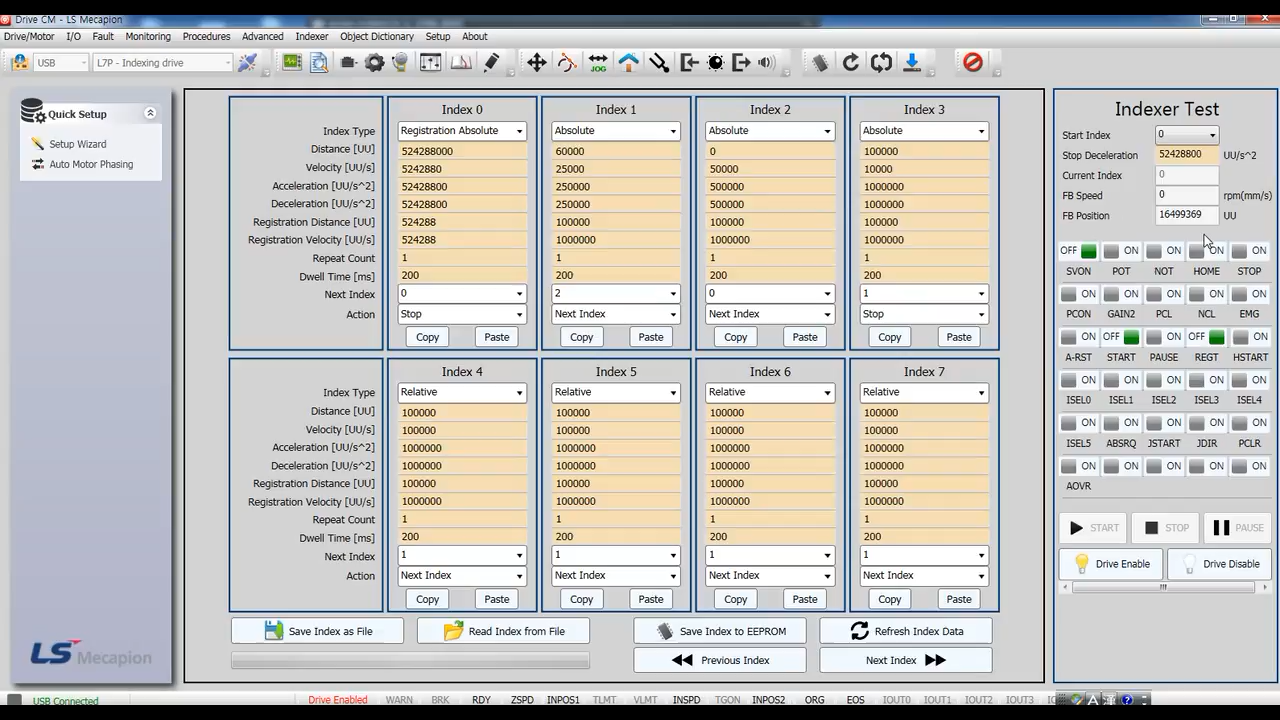 Drive CM - LS Mecapion
Drive/Motor I/O Fault Monitoring Procedures Advanced Indexer Object Dictionary Setup About
USB L7P - Indexing drive JOG
Quick Setup
Setup Wizard
Auto Motor Phasing
LS Mecapion
Index 0 Index 1 Index 2 Index 3
Index Type Registration Absolute Absolute Absolute Absolute
Distance [UU] 524288000 60000 0 100000
Velocity [UU/s] 5242880 25000 50000 10000
Acceleration [UU/s^2] 52428800 250000 500000 1000000
Deceleration [UU/s^2] 52428800 250000 500000 1000000
Registration Distance [UU] 524288 100000 100000 100000
Registration Velocity [UU/s] 524288 1000000 1000000 1000000
Repeat Count 1 1 1 1
Dwell Time [ms] 200 200 200 200
Next Index 0 2 0 1
Action Stop Next Index Next Index Stop
Copy Paste Copy Paste Copy Paste Copy Paste
Index 4 Index 5 Index 6 Index 7
Index Type Relative Relative Relative Relative
Distance [UU] 100000 100000 100000 100000
Velocity [UU/s] 100000 100000 100000 100000
Acceleration [UU/s^2] 1000000 1000000 1000000 1000000
Deceleration [UU/s^2] 1000000 1000000 1000000 1000000
Registration Distance [UU] 100000 100000 100000 100000
Registration Velocity [UU/s] 1000000 1000000 1000000 1000000
Repeat Count 1 1 1 1
Dwell Time [ms] 200 200 200 200
Next Index 1 1 1 1
Action Next Index Next Index Next Index Next Index
Copy Paste Copy Paste Copy Paste Copy Paste
Save Index as File Read Index from File Save Index to EEPROM Refresh Index Data
Previous Index Next Index
Indexer Test
Start Index 0
Stop Deceleration 52428800 UU/s^2
Current Index 0
FB Speed 0 rpm(mm/s)
FB Position 16499369 UU
OFF ON ON ON ON
SVON POT NOT HOME STOP
ON ON ON ON ON
PCON GAIN2 PCL NCL EMG
ON OFF ON OFF ON
A-RST START PAUSE REGT HSTART
ON ON ON ON ON
ISEL0 ISEL1 ISEL2 ISEL3 ISEL4
ON ON ON ON ON
ISEL5 ABSRQ JSTART JDIR PCLR
ON ON ON ON ON
AOVR
START STOP PAUSE
Drive Enable Drive Disable
USB Connected Drive Enabled WARN BRK RDY ZSPD INPOS1 TLMT VLMT INSPD TGON INPOS2 ORG EOS IOUT0 IOUT1 IOUT2 IOUT3